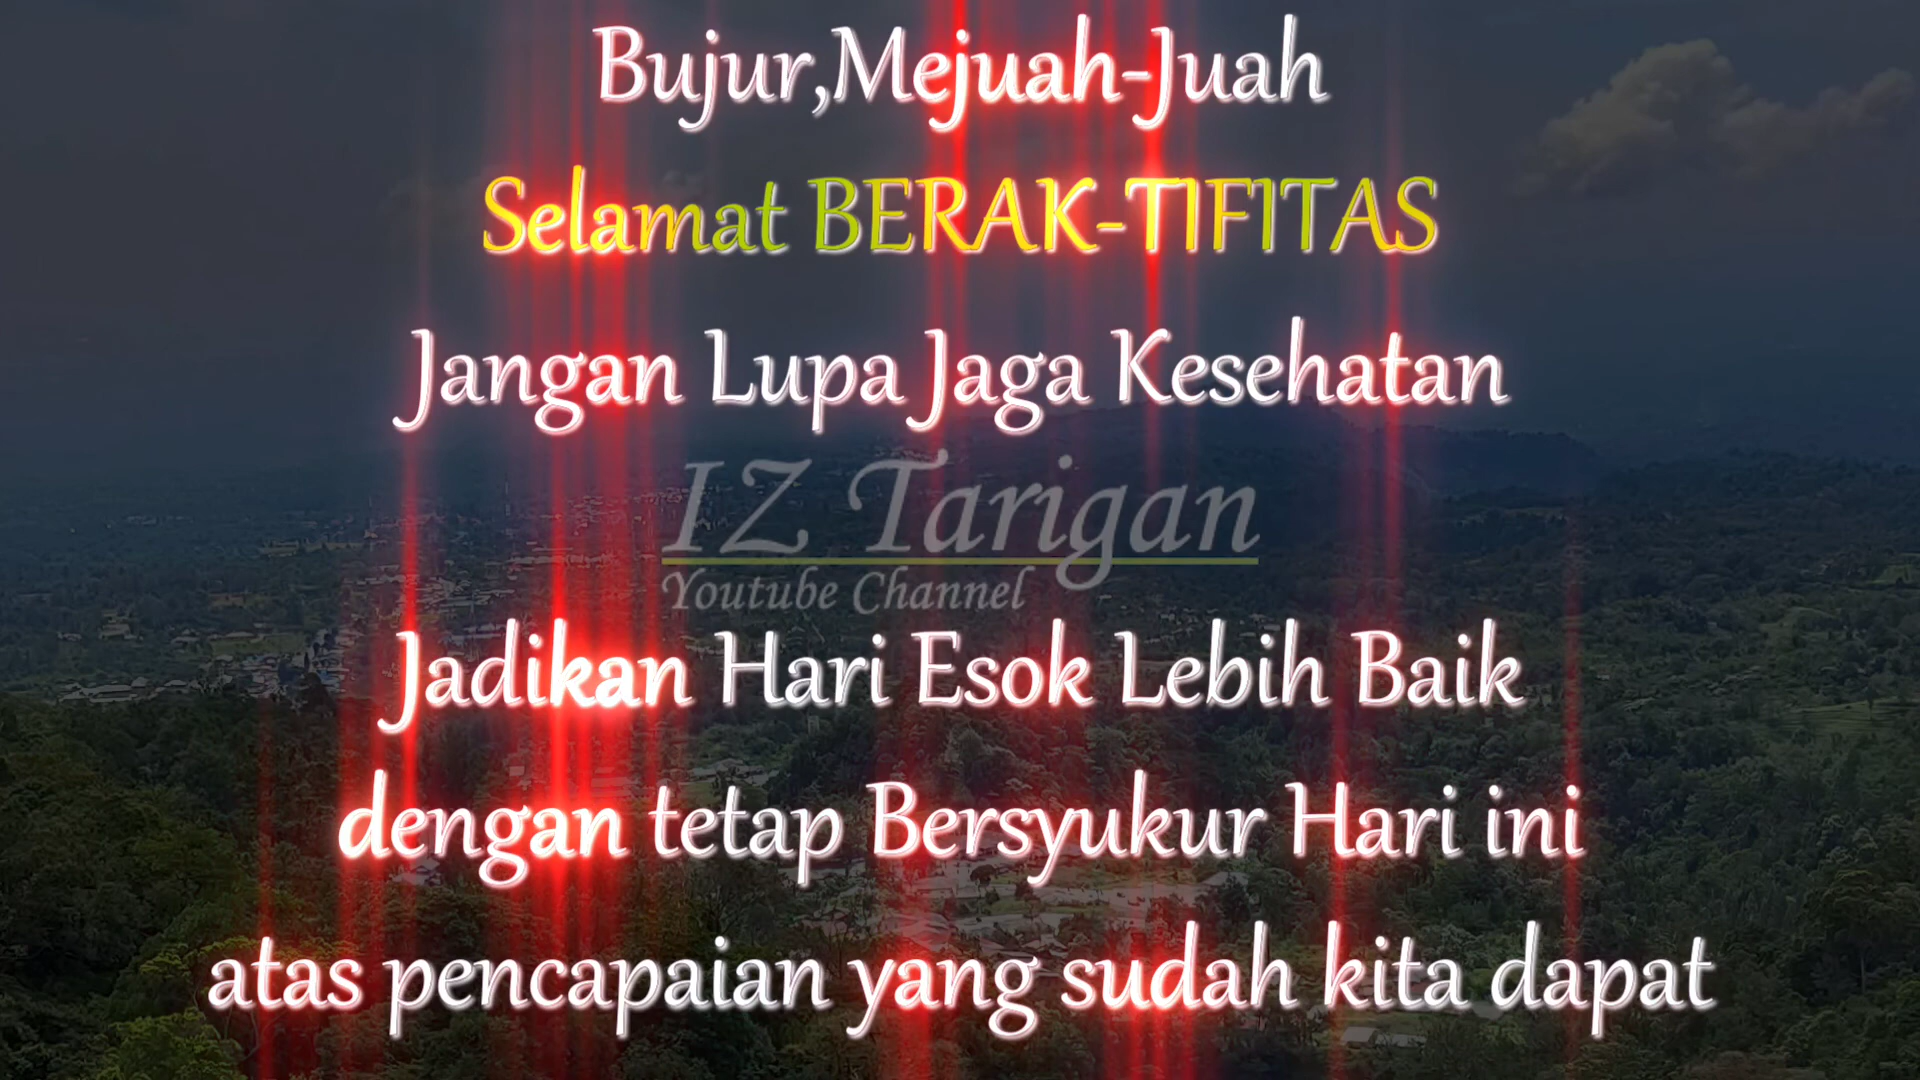 Bujur,Mejuah-Juah
Selamat BERAK-TIFITAS
Jangan Lupa Jaga Kesehatan
IZ Tarigan
Youtube Channel
Jadikan Hari Esok Lebih Baik
dengan tetap Bersyukur Hari ini
atas pencapaian yang sudah kita dapat